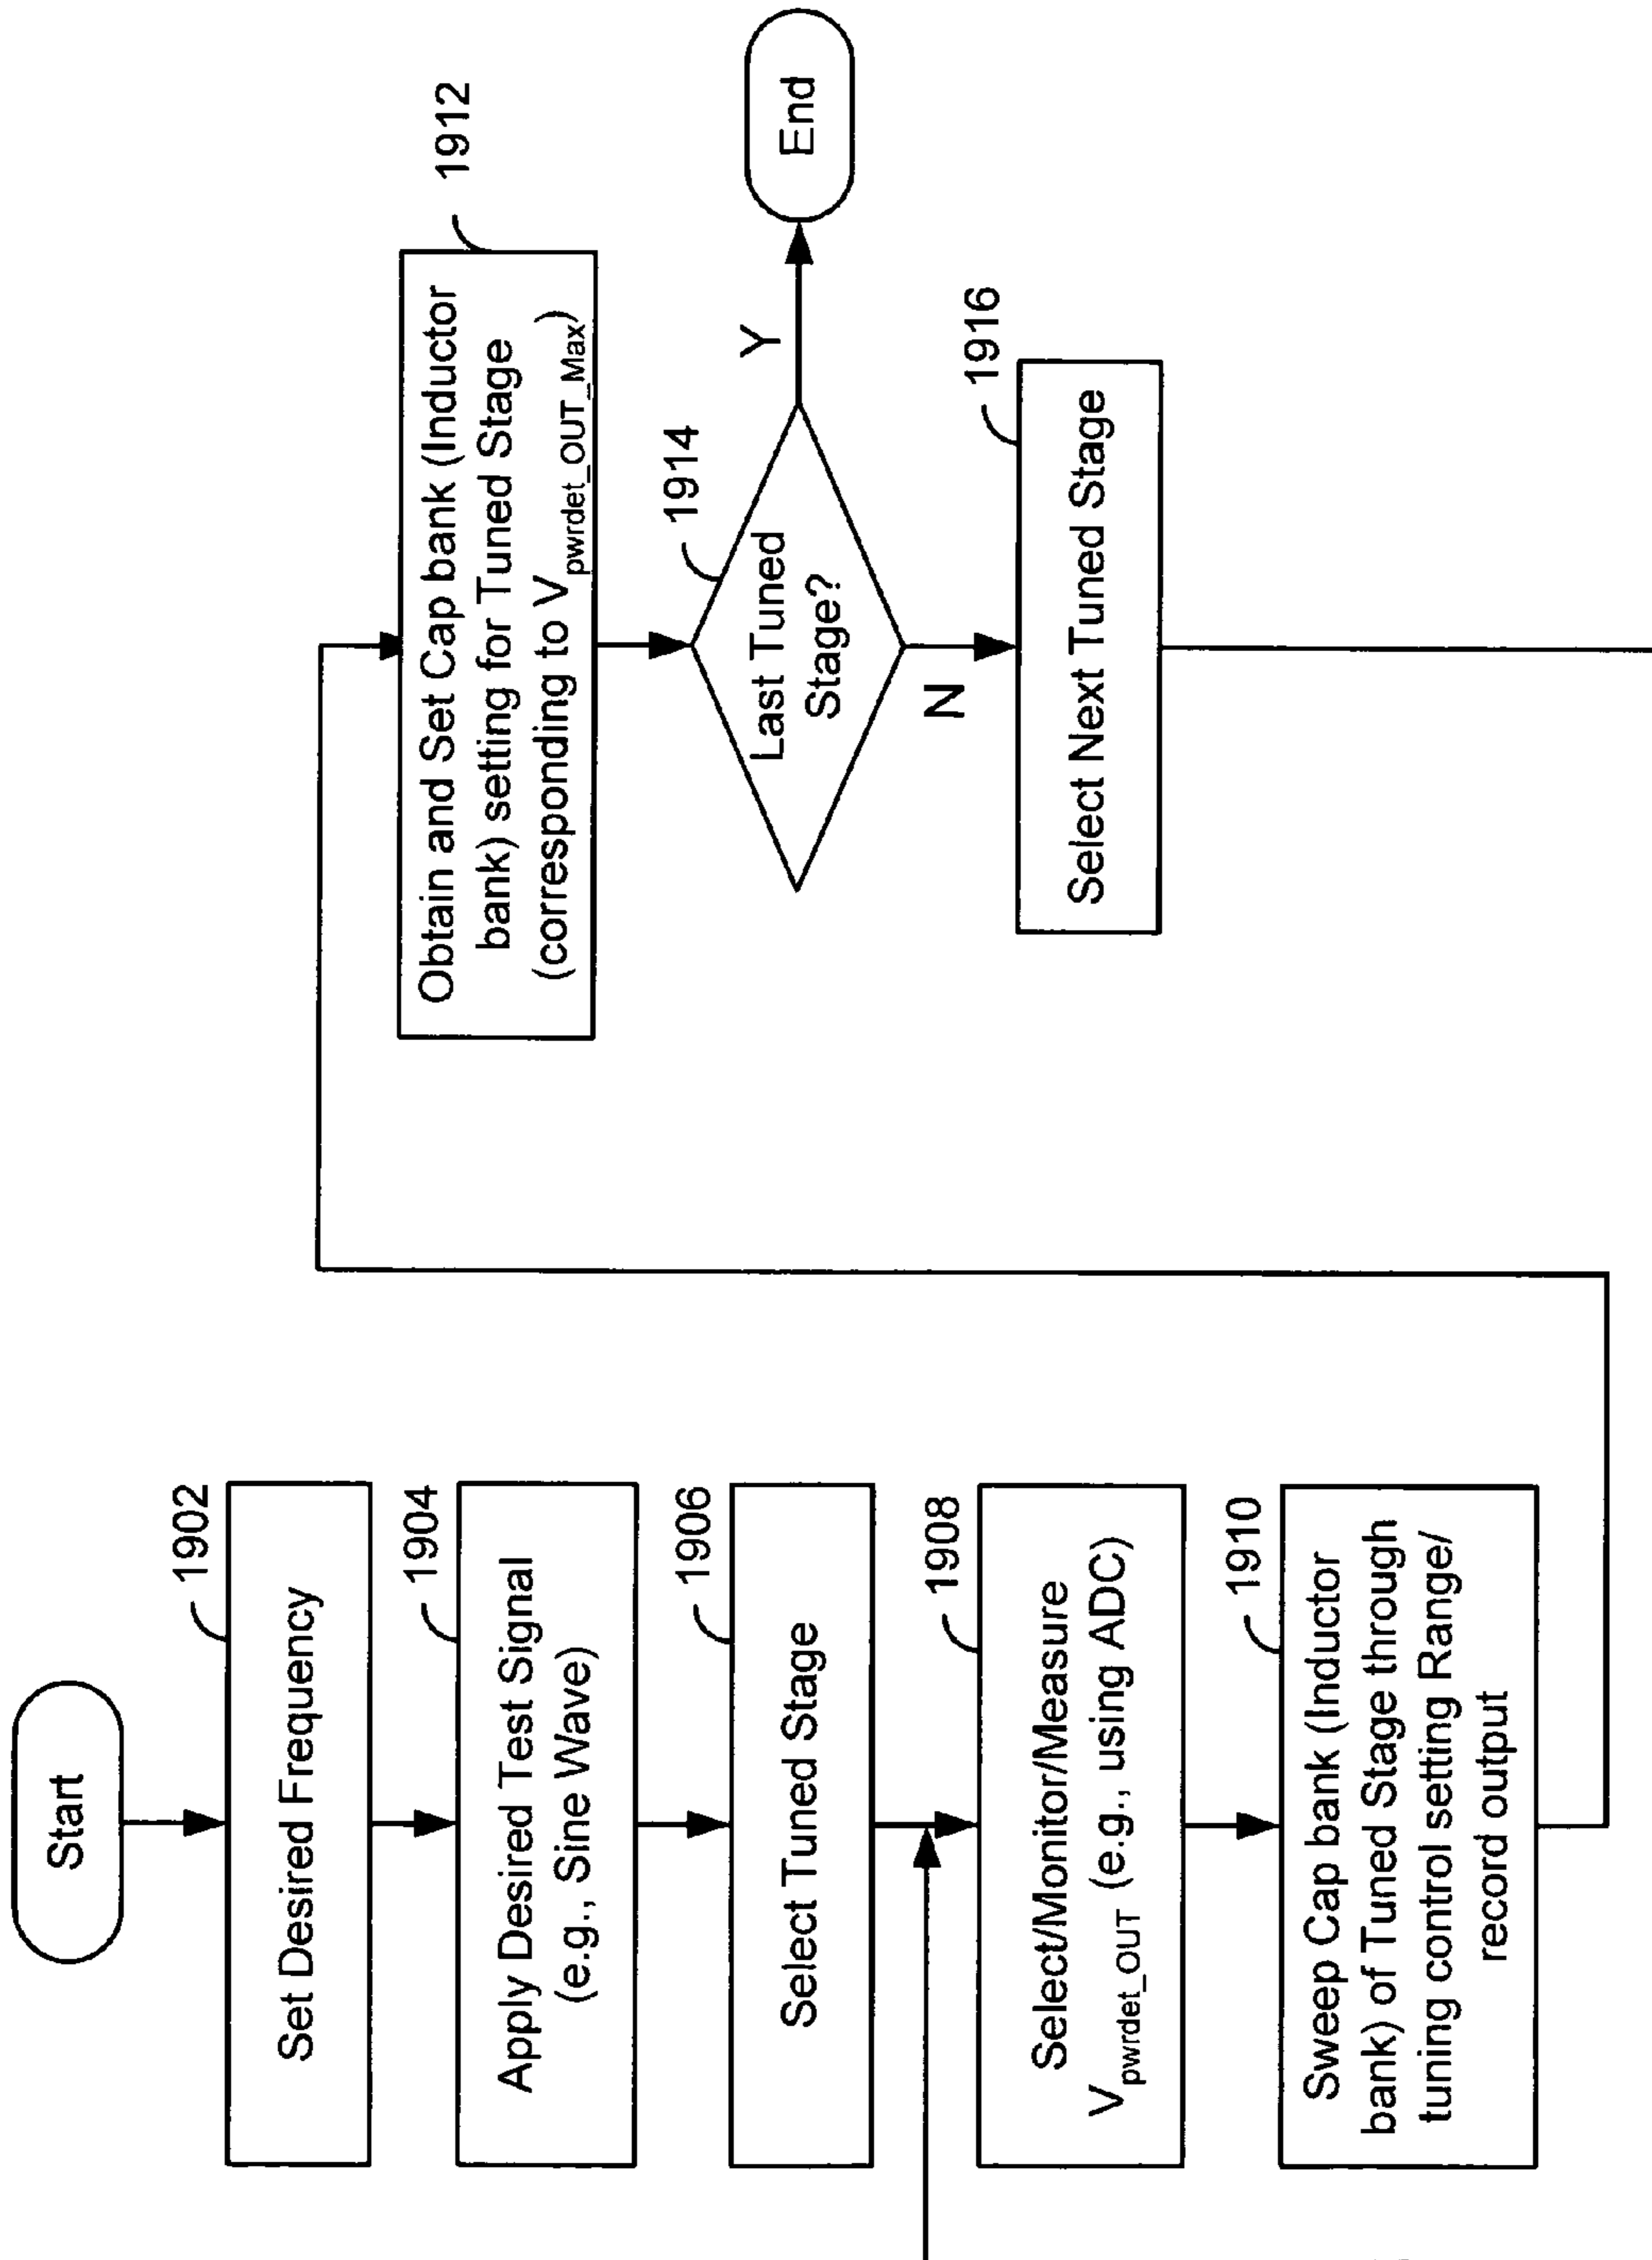 Start
1902
Set Desired Frequency
1904
Apply Desired Test Signal
(e.g., Sine Wave)
1906
Select Tuned Stage
1908
Select/Monitor/Measure
Vpwrdet_OUT (e.g., using ADC)
1910
Sweep Cap bank (Inductor
bank) of Tuned Stage through
tuning control setting Range/
record output
1912
Obtain and Set Cap bank (Inductor
bank) setting for Tuned Stage
(corresponding to Vpwrdet_OUT_Max)
1914
Last Tuned
Stage?
Y
End
N
1916
Select Next Tuned Stage